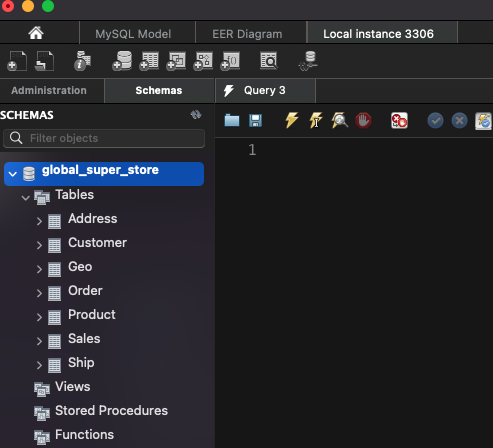 MySQL Model EER Diagram Local instance 3306
Administration Schemas Query 3
SCHEMAS
Filter objects
1
global_super_store
Tables
Address
Customer
Geo
Order
Product
Sales
Ship
Views
Stored Procedures
Functions